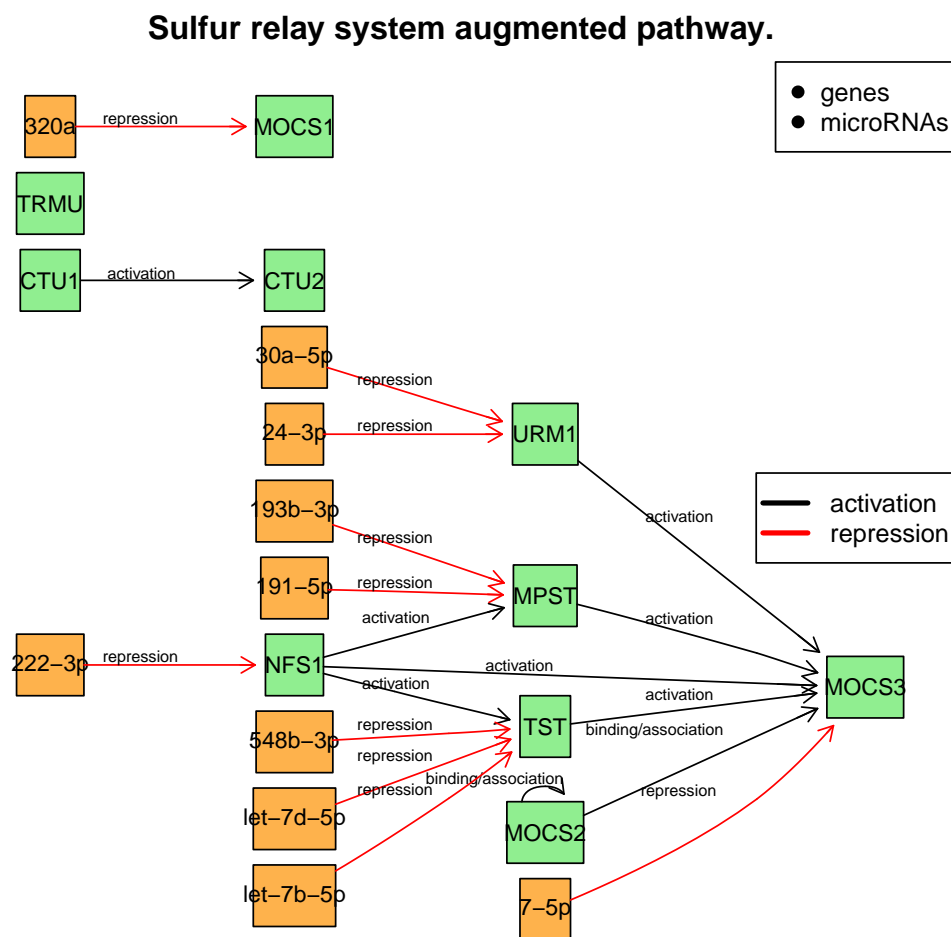 Sulfur relay system augmented pathway.
genes
microRNAs
320a
repression
MOCS1
TRMU
CTU1
activation
CTU2
30a−5p
repression
24−3p
repression
URM1
193b−3p
repression
activation
activation
repression
191−5p
repression
MPST
activation
activation
222−3p
repression
NFS1
activation
activation
MOCS3
548b−3p
repression
TST
activation
binding/association
repression
binding/association
let−7d−5p
repression
MOCS2
repression
let−7b−5p
7−5p